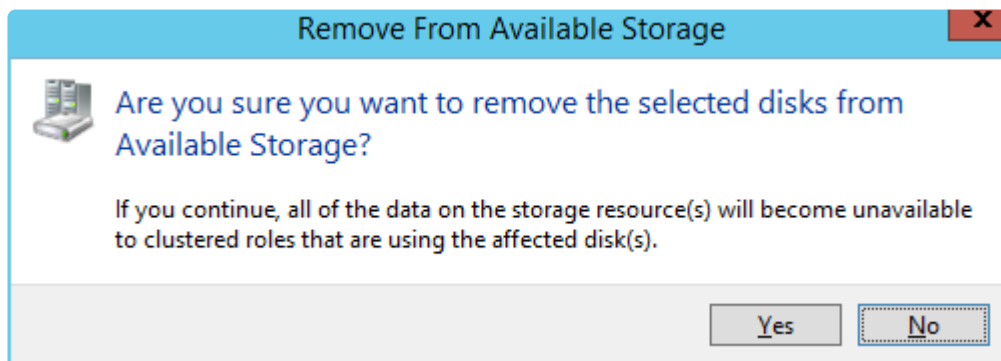 Remove From Available Storage
x
Are you sure you want to remove the selected disks from
Available Storage?
If you continue, all of the data on the storage resource(s) will become unavailable
to clustered roles that are using the affected disk(s).
Yes No